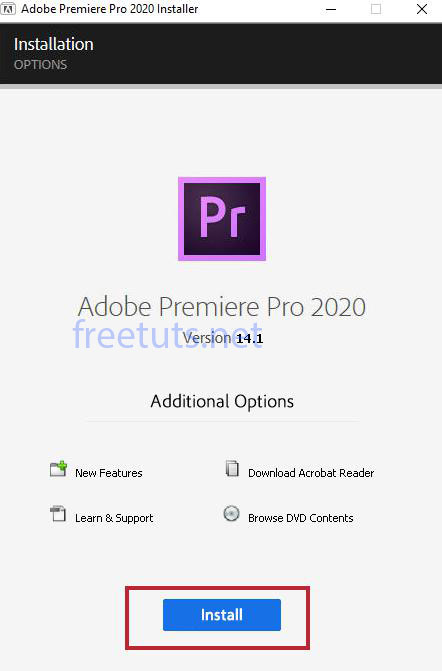 Adobe Premiere Pro 2020 Installer
Installation
OPTIONS
Pr
Adobe Premiere Pro 2020
freetuts.net
Version 14.1
Additional Options
New Features
Download Acrobat Reader
Learn & Support
Browse DVD Contents
Install